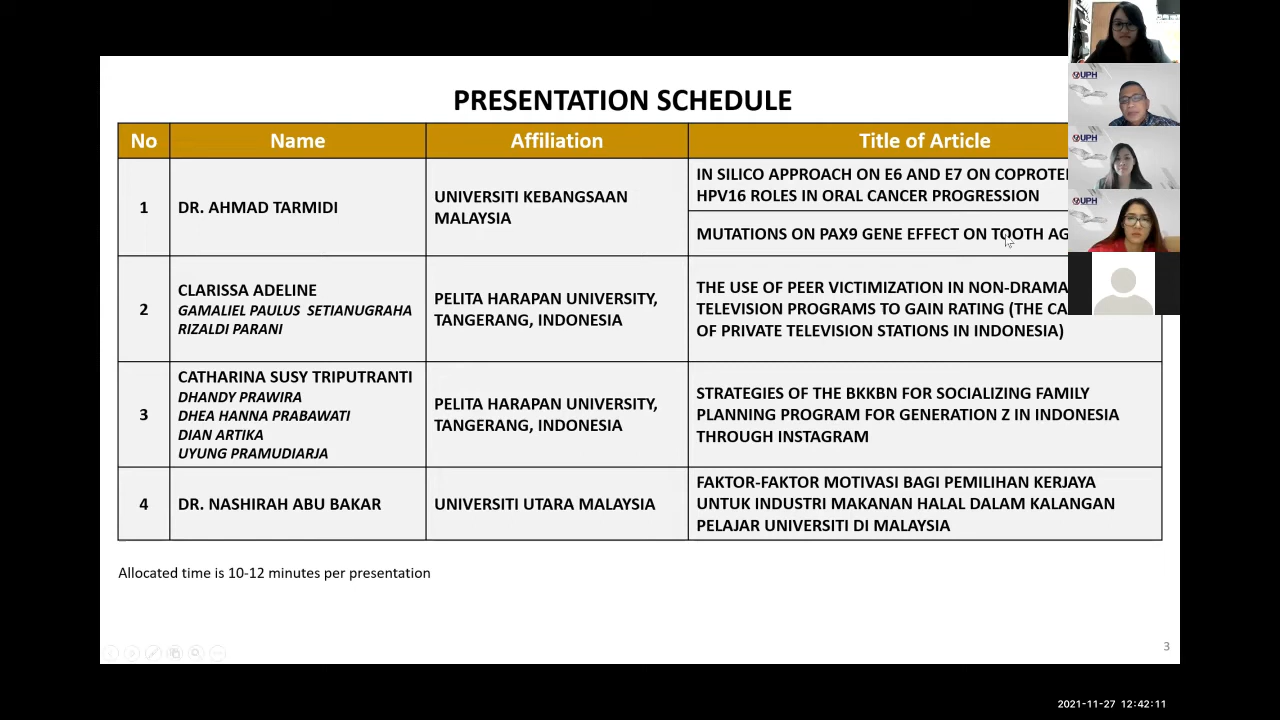 PRESENTATION SCHEDULE
No Name Affiliation Title of Article
1 DR. AHMAD TARMIDI UNIVERSITI KEBANGSAAN
MALAYSIA
IN SILICO APPROACH ON E6 AND E7 ON
HPV16 ROLES IN ORAL CANCER PROGRESSION
MUTATIONS ON PAX9 GENE EFFECT ON TOOTH
2
CLARISSA ADELINE
GAMALIEL PAULUS SETIANUGRAHA
RIZALDI PARANI
PELITA HARAPAN UNIVERSITY,
TANGERANG, INDONESIA
THE USE OF PEER VICTIMIZATION IN NON-DRAMA
TELEVISION PROGRAMS TO GAIN RATING (THE
OF PRIVATE TELEVISION STATIONS IN INDONESIA)
3
CATHARINA SUSY TRIPUTRANTI
DHANDY PRAWIRA
DHEA HANNA PRABAWATI
DIAN ARTIKA
UYUNG PRAMUDIARJA
PELITA HARAPAN UNIVERSITY,
TANGERANG, INDONESIA
STRATEGIES OF THE BKKBN FOR SOCIALIZING FAMILY
PLANNING PROGRAM FOR GENERATION Z IN INDONESIA
THROUGH INSTAGRAM
4
DR. NASHIRAH ABU BAKAR
UNIVERSITI UTARA MALAYSIA
FAKTOR-FAKTOR MOTIVASI BAGI PEMILIHAN KERJAYA
UNTUK INDUSTRI MAKANAN HALAL DALAM KALANGAN
PELAJAR UNIVERSITI DI MALAYSIA
Allocated time is 10-12 minutes per presentation
3
UPH
UPH
UPH
2021-11-27 12:42:11